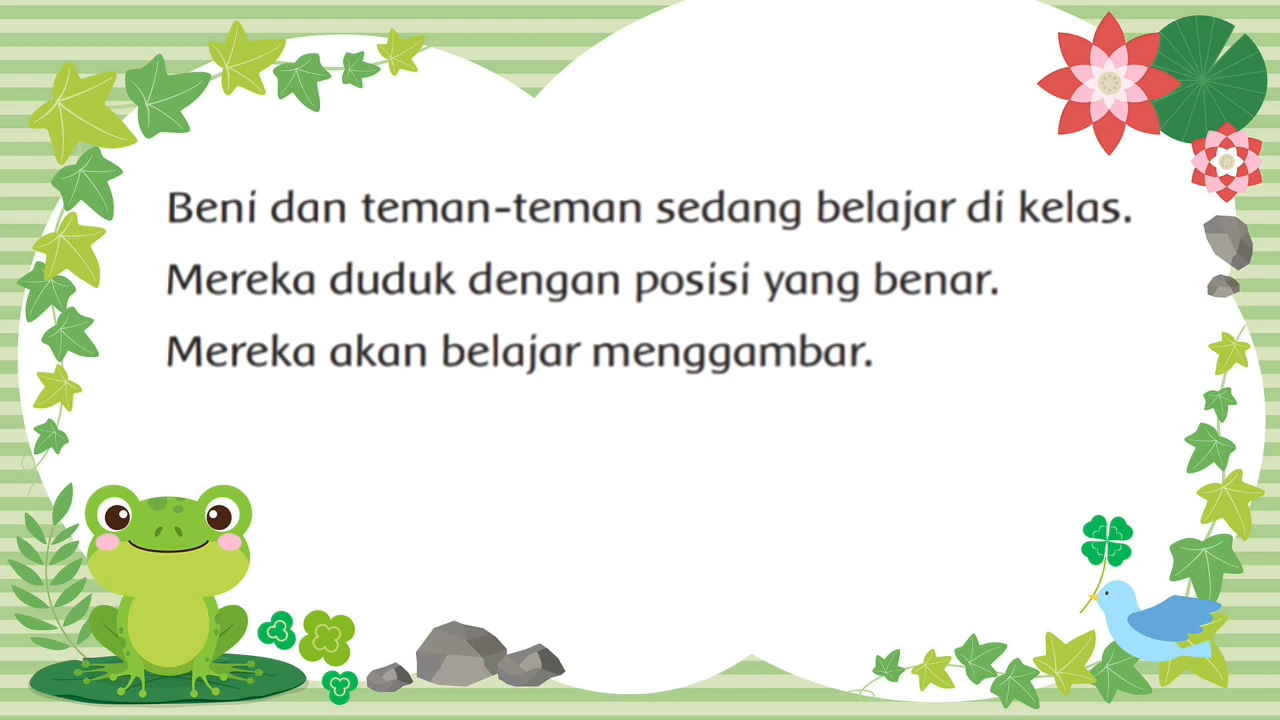 Beni dan teman-teman sedang belajar di kelas.
Mereka duduk dengan posisi yang benar.
Mereka akan belajar menggambar.